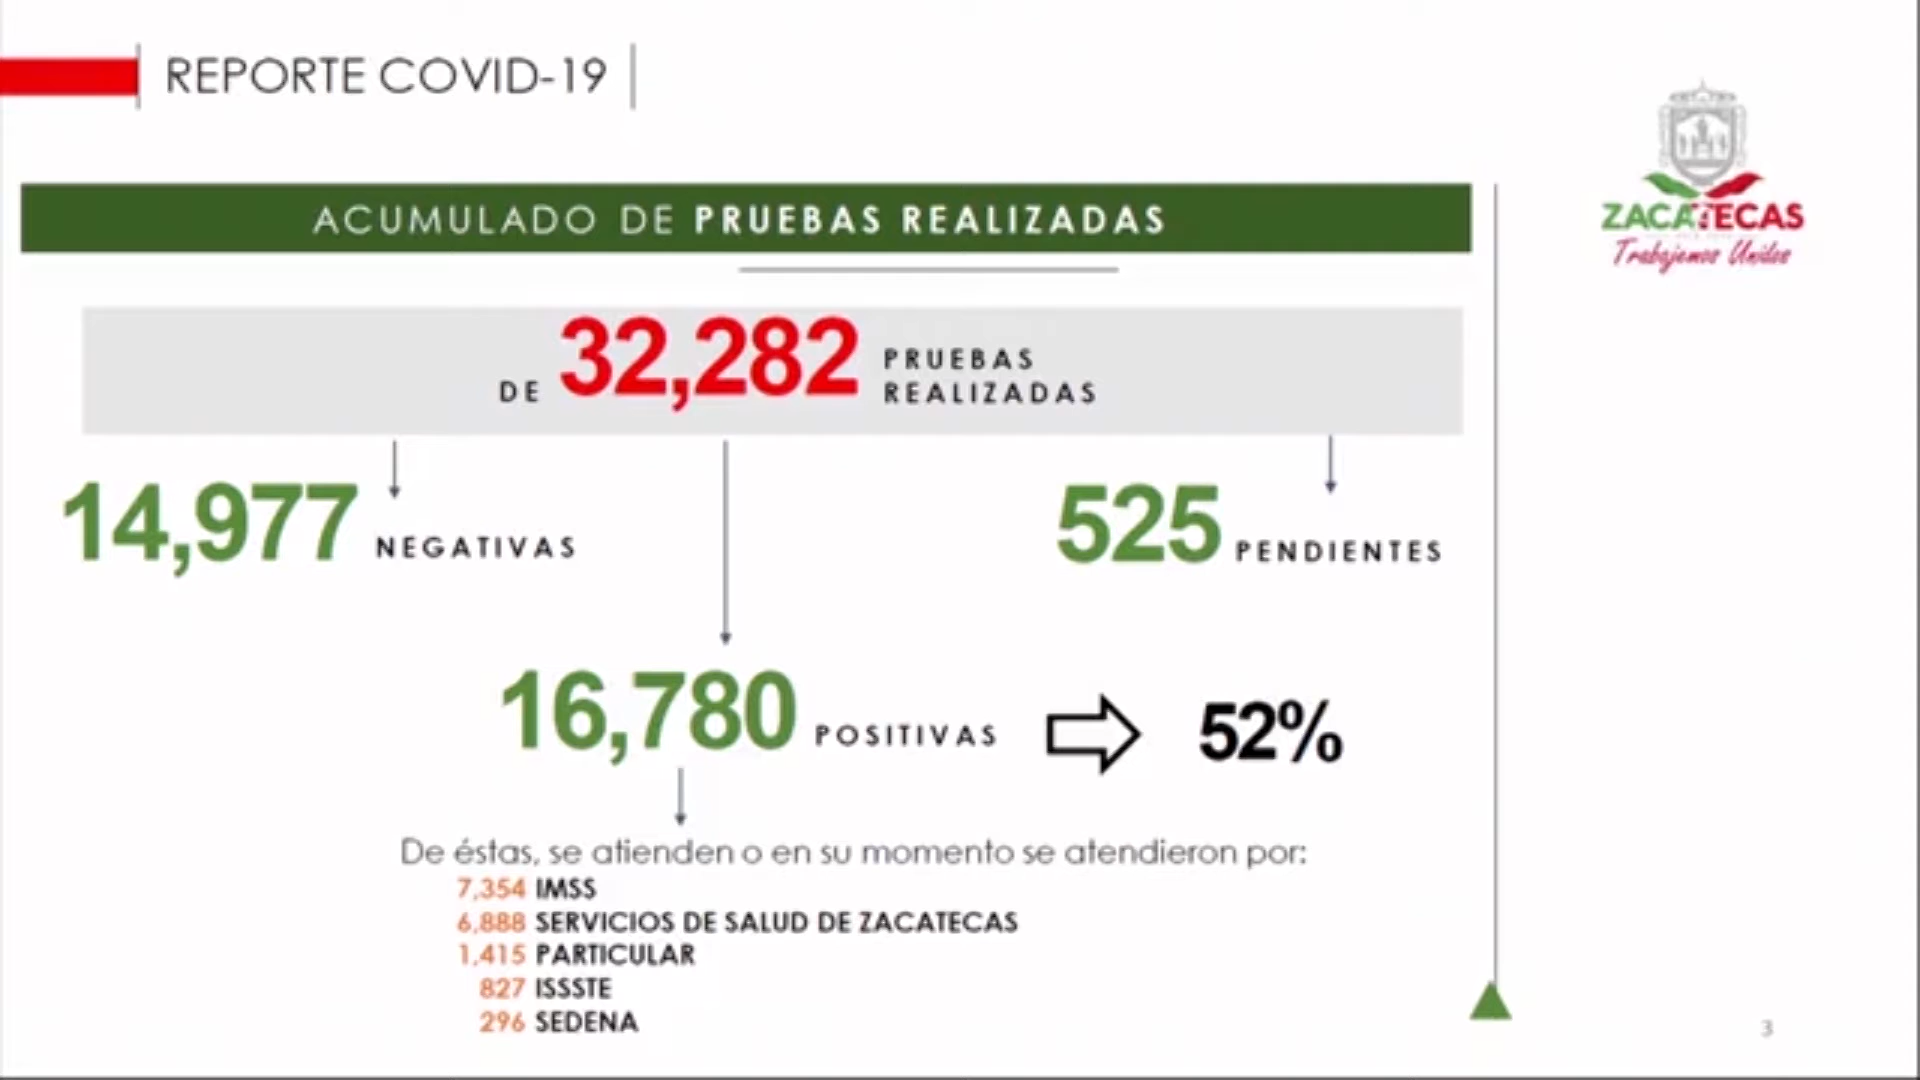 REPORTE COVID-19
ZACATECAS
Trabajemos Unidos
ACUMULADO DE PRUEBAS REALIZADAS
DE 32,282 PRUEBAS
REALIZADAS
14,977 NEGATIVAS
525 PENDIENTES
16,780 POSITIVAS
52%
De éstas, se atienden o en su momento se atendieron por:
7,354 IMSS
6,888 SERVICIOS DE SALUD DE ZACATECAS
1,415 PARTICULAR
827 ISSSTE
296 SEDENA
3